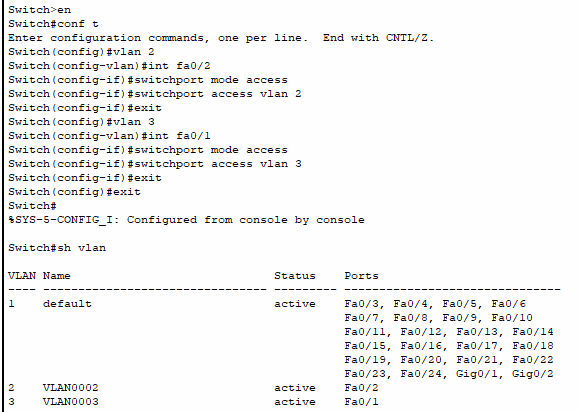 Switch>en
Switch#conf t
Enter configuration commands, one per line.  End with CNTL/Z.
Switch(config)#vlan 2
Switch(config-vlan)#int fa0/2
Switch(config-if)#switchport mode access
Switch(config-if)#switchport access vlan 2
Switch(config-if)#exit
Switch(config)#vlan 3
Switch(config-vlan)#int fa0/1
Switch(config-if)#switchport mode access
Switch(config-if)#switchport access vlan 3
Switch(config-if)#exit
Switch(config)#exit
Switch#
%SYS-5-CONFIG_I: Configured from console by console
Switch#sh vlan
VLAN Name                             Status    Ports
---- -------------------------------- --------- -------------------------------
1    default                          active    Fa0/3, Fa0/4, Fa0/5, Fa0/6
                                                Fa0/7, Fa0/8, Fa0/9, Fa0/10
                                                Fa0/11, Fa0/12, Fa0/13, Fa0/14
                                                Fa0/15, Fa0/16, Fa0/17, Fa0/18
                                                Fa0/19, Fa0/20, Fa0/21, Fa0/22
                                                Fa0/23, Fa0/24, Gig0/1, Gig0/2
2    VLAN0002                         active    Fa0/2
3    VLAN0003                         active    Fa0/1